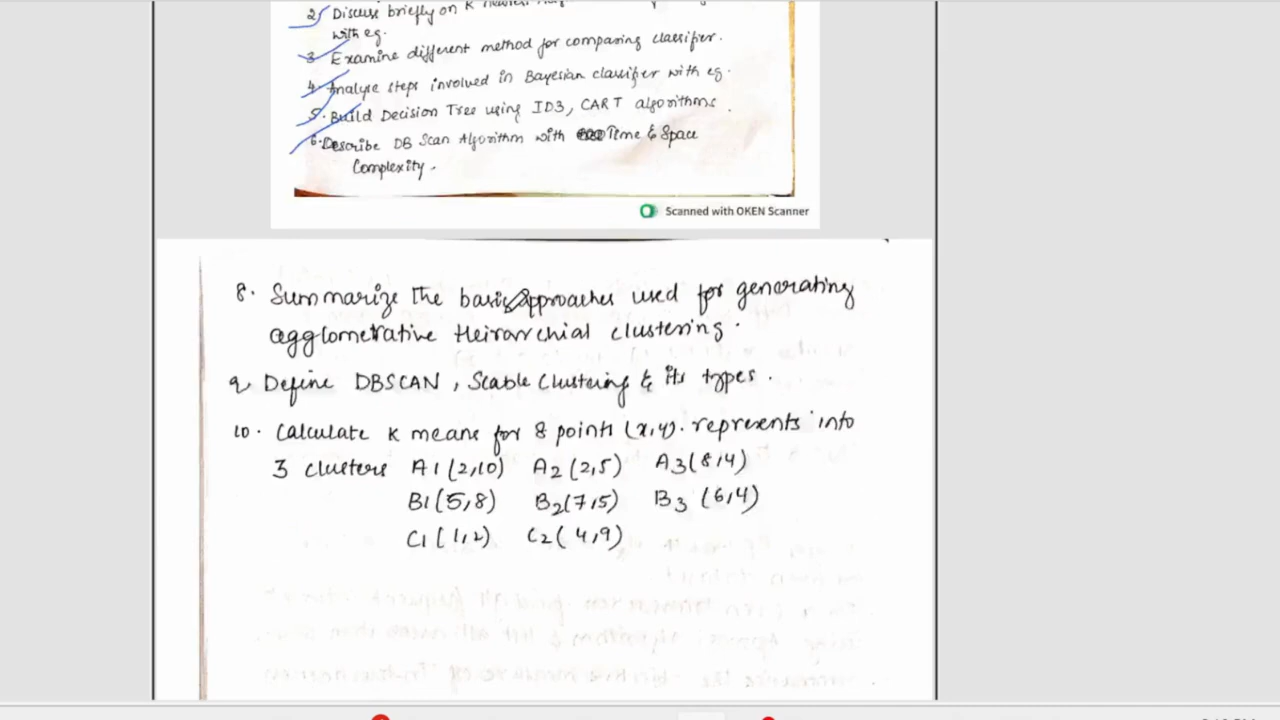 2. Discuss briefly on K
with eg.
3. Examine different method for comparing classifier.
4. Analyse steps involved in Bayesian classifier with eg.
5. Build Decision Tree using ID3, CART algorithms.
6. Describe DB Scan Algorithm with Time & Space
Complexity.
Scanned with OKEN Scanner
8. Summarize The basic approaches used for generating
agglometrative Heirarchial clustering.
9. Define DBSCAN, Scable Clustering & its types.
10. Calculate K means for 8 points (x,y). represents into
3 clusters A1(2,10) A2(2,5) A3(8,4)
B1(5,8) B2(7,5) B3 (6,4)
C1(1,2) C2(4,9)